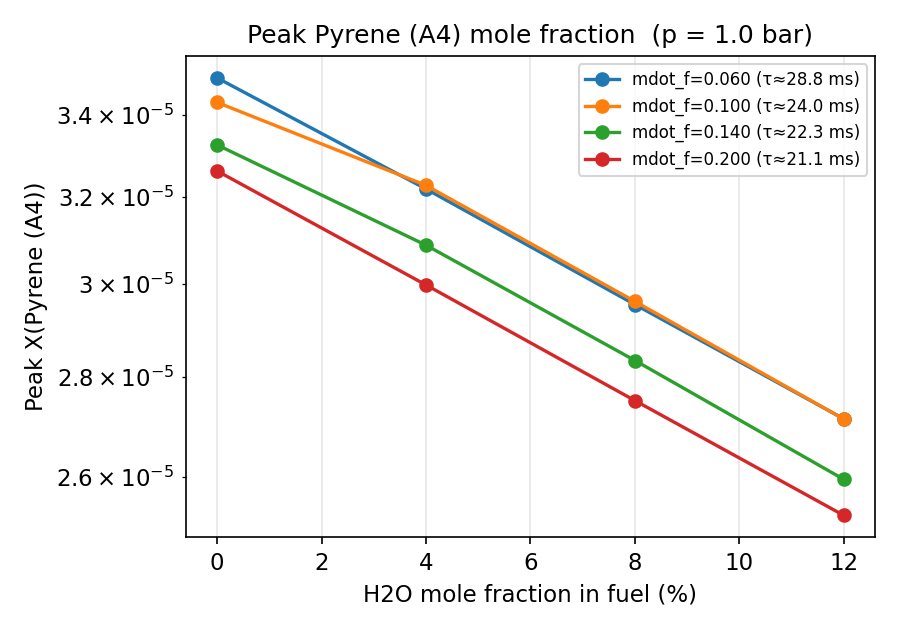 Peak Pyrene (A4) mole fraction  (p = 1.0 bar)
mdot_f=0.060 (τ≈28.8 ms)
mdot_f=0.100 (τ≈24.0 ms)
mdot_f=0.140 (τ≈22.3 ms)
mdot_f=0.200 (τ≈21.1 ms)
Peak X(Pyrene (A4))
3.4 × 10⁻⁵
3.2 × 10⁻⁵
3 × 10⁻⁵
2.8 × 10⁻⁵
2.6 × 10⁻⁵
0 2 4 6 8 10 12
H2O mole fraction in fuel (%)